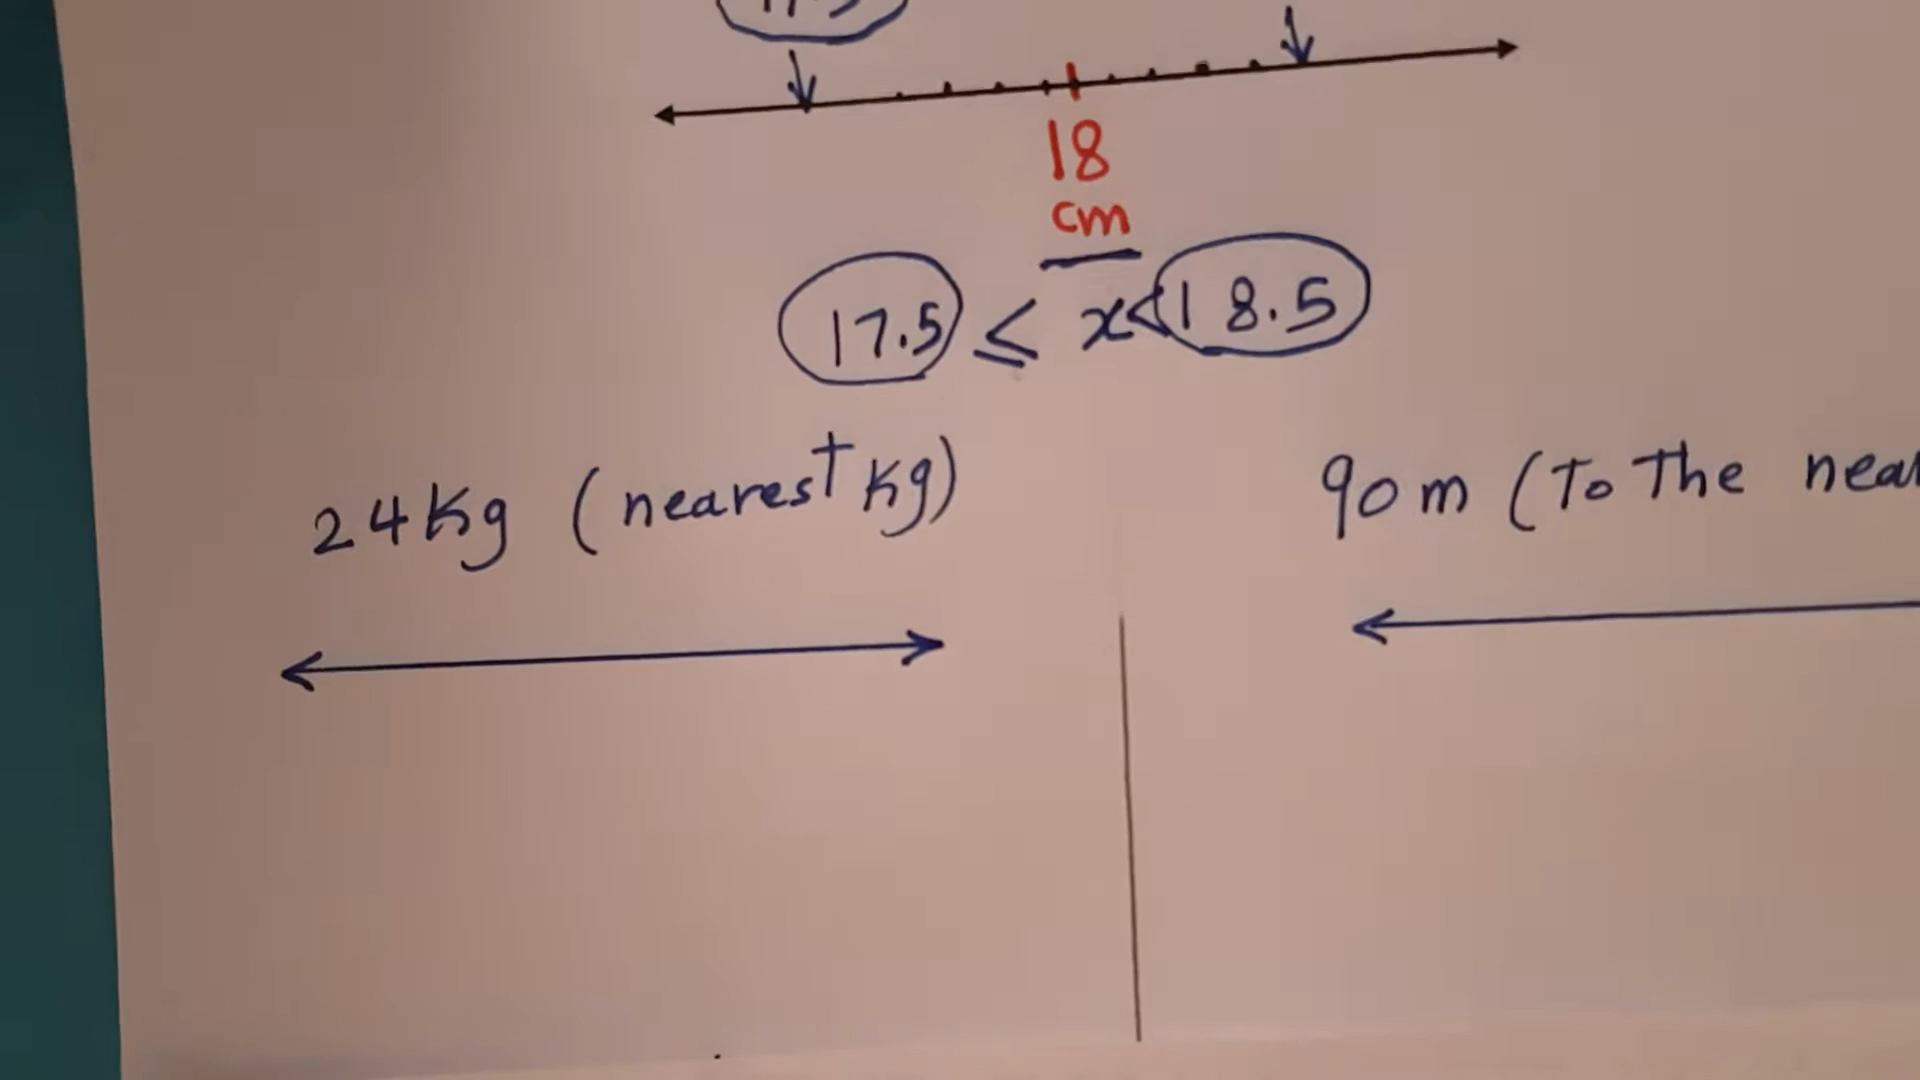 18
cm
17.5 ≤ x < 18.5
24Kg (nearest Kg)
90m (To The